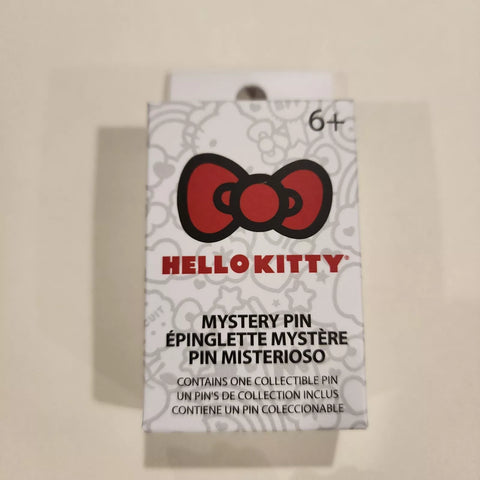 6+
HELLO KITTY®
MYSTERY PIN
ÉPINGLETTE MYSTÈRE
PIN MISTERIOSO
CONTAINS ONE COLLECTIBLE PIN
UN PIN'S DE COLLECTION INCLUS
CONTIENE UN PIN COLECCIONABLE